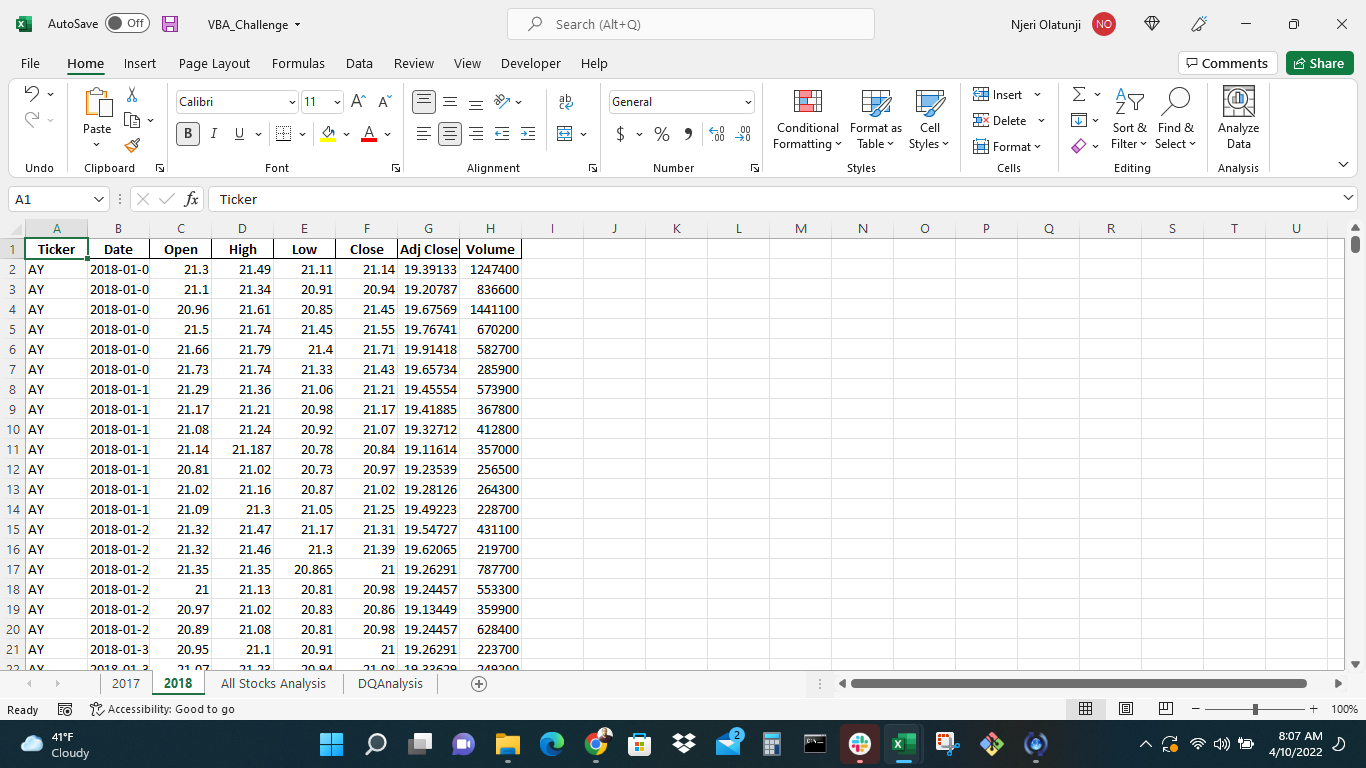 AutoSave Off VBA_Challenge Search (Alt+Q) Njeri Olatunji NO
File Home Insert Page Layout Formulas Data Review View Developer Help Comments Share
Calibri 11 General Insert
Paste Conditional Formatting Format as Table Cell Styles Delete Sort & Filter Find & Select Analyze Data
Format
Undo Clipboard Font Alignment Number Styles Cells Editing Analysis
A1 fx Ticker
A B C D E F G H I J K L M N O P Q R S T U
1 Ticker Date Open High Low Close Adj Close Volume
2 AY 2018-01-0 21.3 21.49 21.11 21.14 19.39133 1247400
3 AY 2018-01-0 21.1 21.34 20.91 20.94 19.20787 836600
4 AY 2018-01-0 20.96 21.61 20.85 21.45 19.67569 1441100
5 AY 2018-01-0 21.5 21.74 21.45 21.55 19.76741 670200
6 AY 2018-01-0 21.66 21.79 21.4 21.71 19.91418 582700
7 AY 2018-01-0 21.73 21.74 21.33 21.43 19.65734 285900
8 AY 2018-01-1 21.29 21.36 21.06 21.21 19.45554 573900
9 AY 2018-01-1 21.17 21.21 20.98 21.17 19.41885 367800
10 AY 2018-01-1 21.08 21.24 20.92 21.07 19.32712 412800
11 AY 2018-01-1 21.14 21.187 20.78 20.84 19.11614 357000
12 AY 2018-01-1 20.81 21.02 20.73 20.97 19.23539 256500
13 AY 2018-01-1 21.02 21.16 20.87 21.02 19.28126 264300
14 AY 2018-01-1 21.09 21.3 21.05 21.25 19.49223 228700
15 AY 2018-01-2 21.32 21.47 21.17 21.31 19.54727 431100
16 AY 2018-01-2 21.32 21.46 21.3 21.39 19.62065 219700
17 AY 2018-01-2 21.35 21.35 20.865 21 19.26291 787700
18 AY 2018-01-2 21 21.13 20.81 20.98 19.24457 553300
19 AY 2018-01-2 20.97 21.02 20.83 20.86 19.13449 359900
20 AY 2018-01-2 20.89 21.08 20.81 20.98 19.24457 628400
21 AY 2018-01-3 20.95 21.1 20.91 21 19.26291 223700
22 AY 2018-01-3 21.07 21.23 20.94 21.08 19.33629 249200
2017 2018 All Stocks Analysis DQAnalysis
Ready Accessibility: Good to go 100%
41°F 2 8:07 AM
Cloudy 4/10/2022